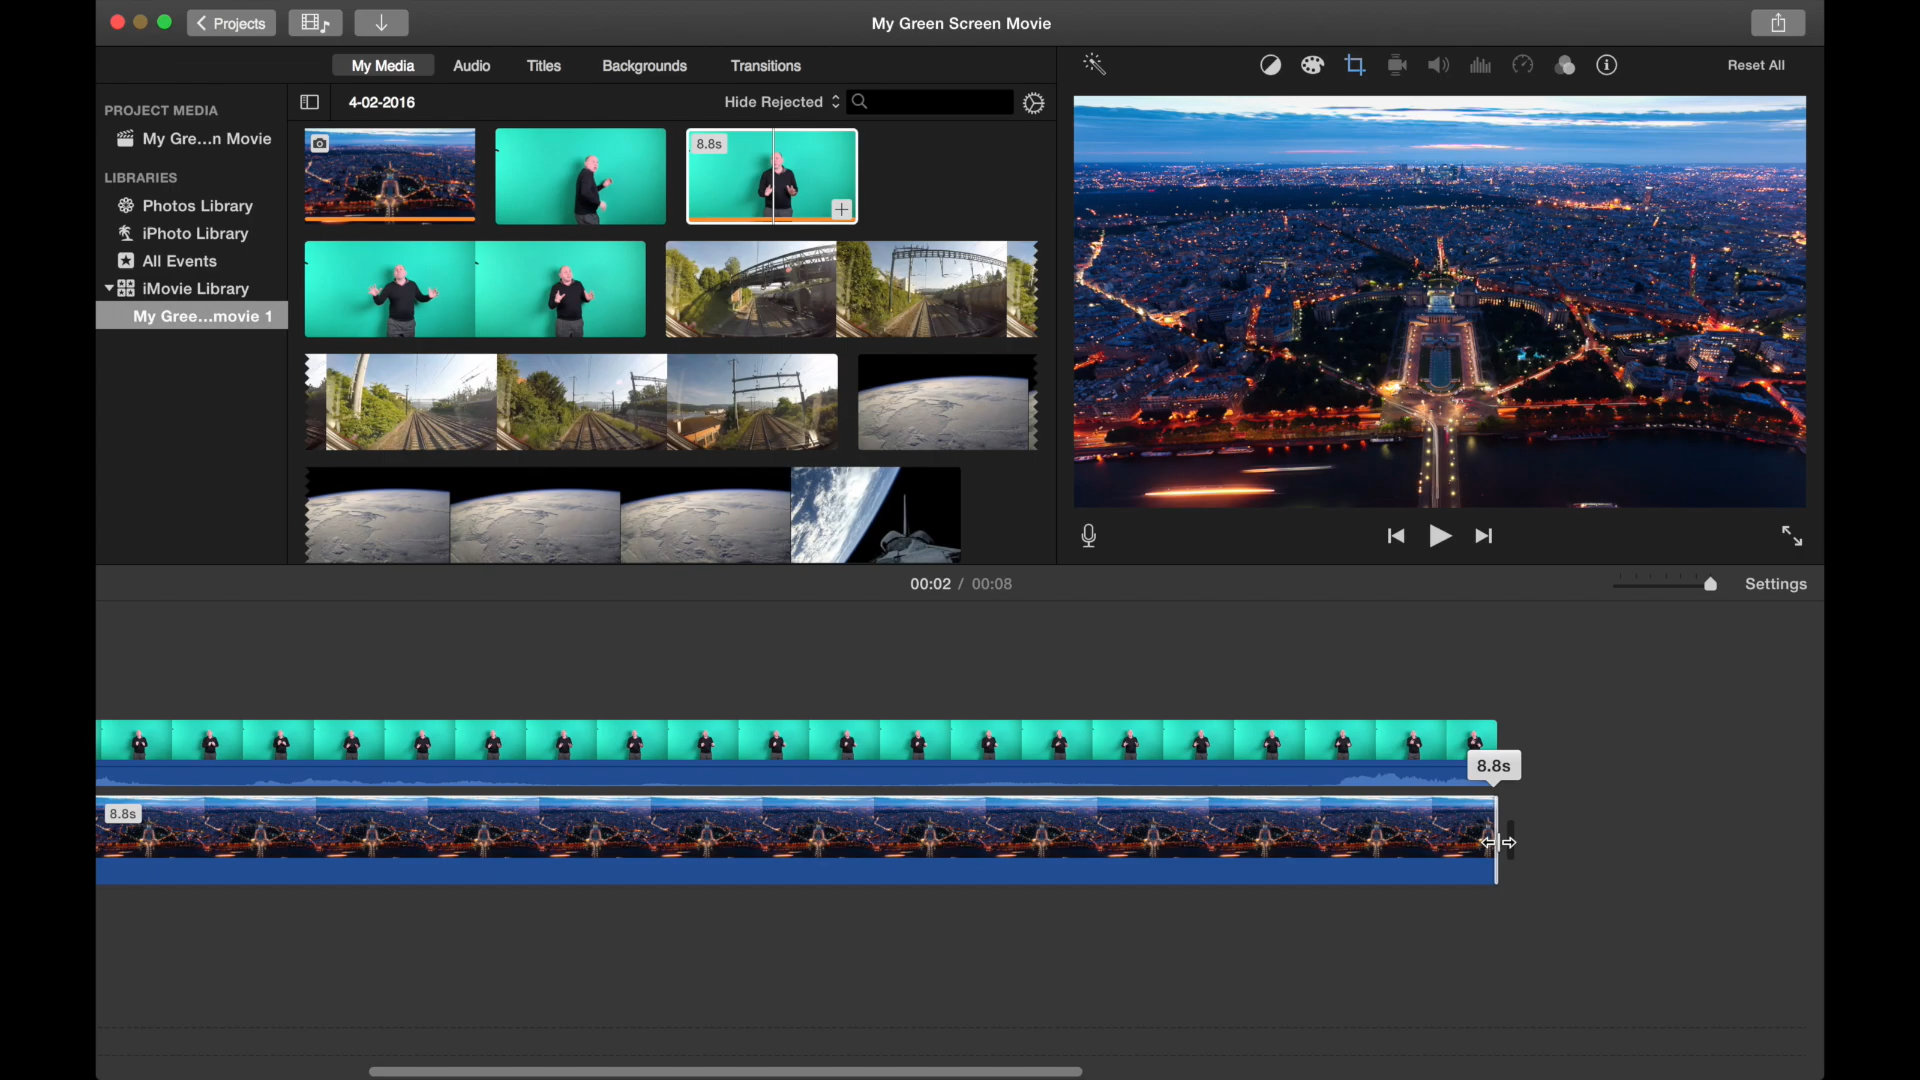 Projects
My Green Screen Movie
My Media
Audio
Titles
Backgrounds
Transitions
Reset All
PROJECT MEDIA
My Gre...n Movie
LIBRARIES
Photos Library
iPhoto Library
All Events
iMovie Library
My Gree...movie 1
4-02-2016
Hide Rejected
8.8s
00:02 / 00:08
Settings
8.8s
8.8s